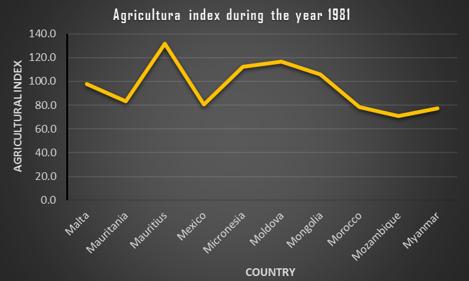 Agricultura index during the year 1981
140.0
120.0
100.0
80.0
60.0
40.0
20.0
0.0
AGRICULTURAL INDEX
Malta
Mauritania
Mauritius
Mexico
Micronesia
Moldova
Mongolia
Morocco
Mozambique
Myanmar
COUNTRY